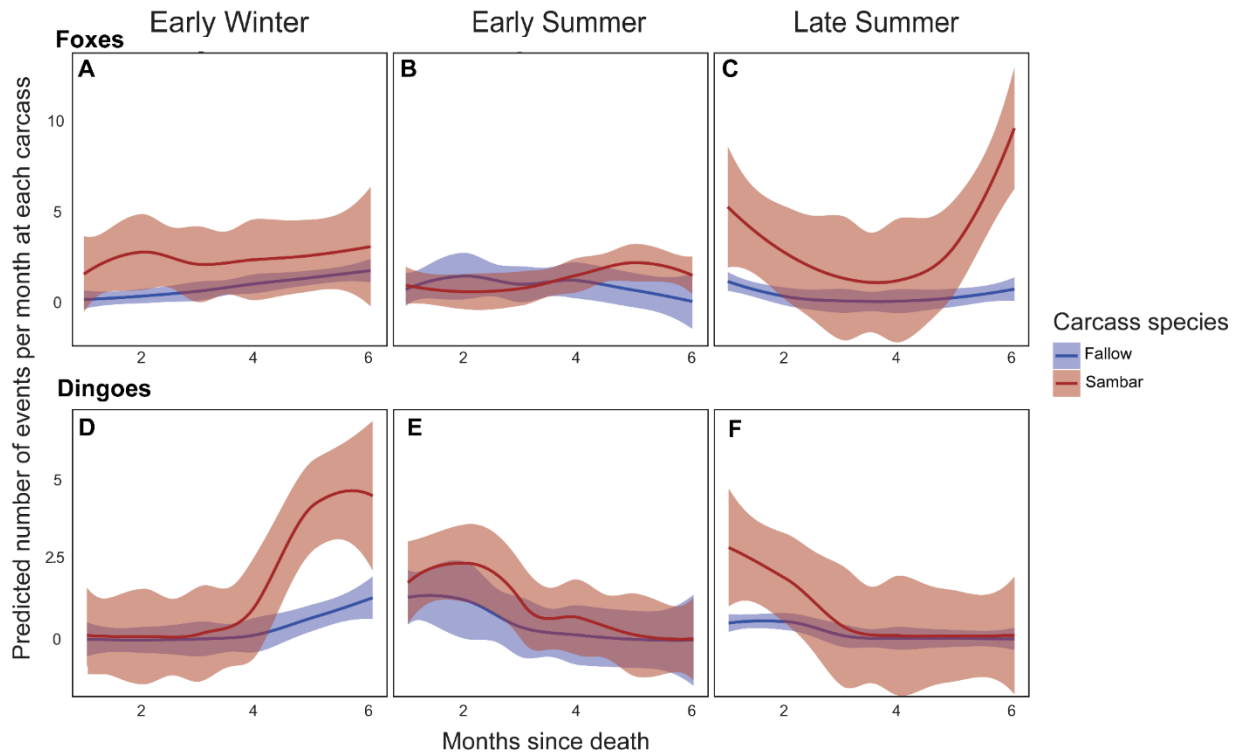 Early Winter
Early Summer
Late Summer
Foxes
A
B
C
10
5
0
2
4
6
2
4
6
2
4
6
Predicted number of events per month at each carcass
Carcass species
Fallow
Sambar
Dingoes
D
E
F
5
2.5
0
2
4
6
2
4
6
2
4
6
Months since death